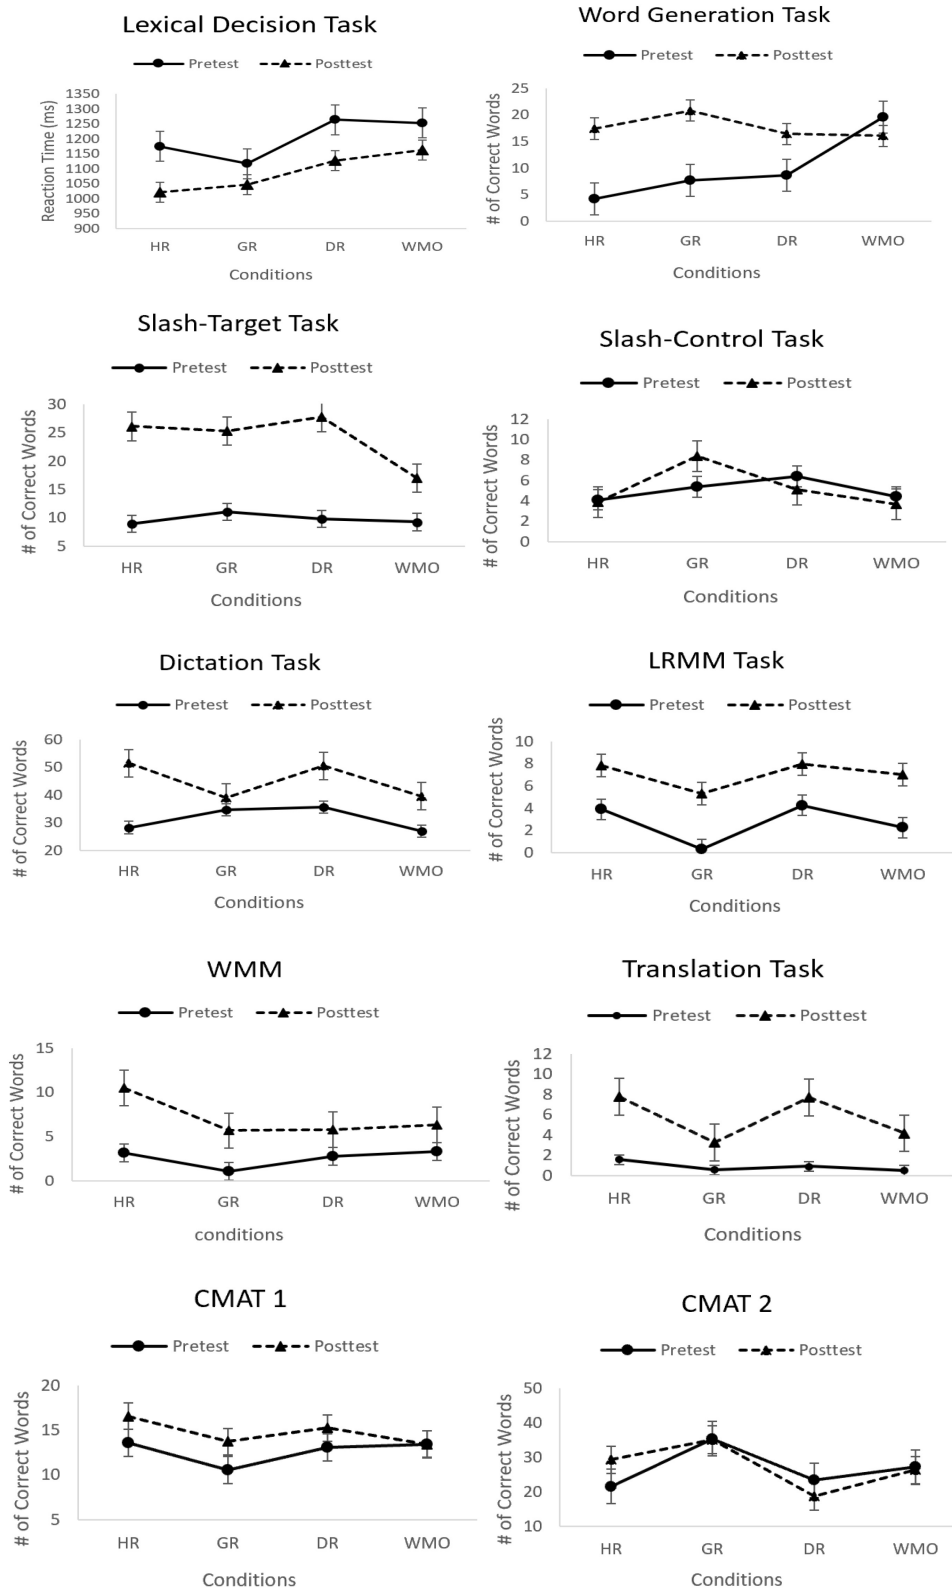 Lexical Decision Task
Pretest Posttest
Reaction Time (ms)
1350
1300
1250
1200
1150
1100
1050
1000
950
900
HR GR DR WMO
Conditions
Word Generation Task
Pretest Posttest
# of Correct Words
25
20
15
10
5
0
HR GR DR WMO
Conditions
Slash-Target Task
Pretest Posttest
# of Correct Words
30
25
20
15
10
5
HR GR DR WMO
Conditions
Slash-Control Task
Pretest Posttest
# of Correct Words
12
10
8
6
4
2
0
HR GR DR WMO
Conditions
Dictation Task
Pretest Posttest
# of Correct Words
60
50
40
30
20
HR GR DR WMO
Conditions
LRMM Task
Pretest Posttest
# of Correct Words
10
8
6
4
2
0
HR GR DR WMO
Conditions
WMM
Pretest Posttest
# of Correct Words
15
10
5
0
HR GR DR WMO
conditions
Translation Task
Pretest Posttest
# of Correct Words
12
10
8
6
4
2
0
HR GR DR WMO
Conditions
CMAT 1
Pretest Posttest
# of Correct Words
20
15
10
5
HR GR DR WMO
Conditions
CMAT 2
Pretest Posttest
# of Correct Words
50
40
30
20
10
HR GR DR WMO
Conditions